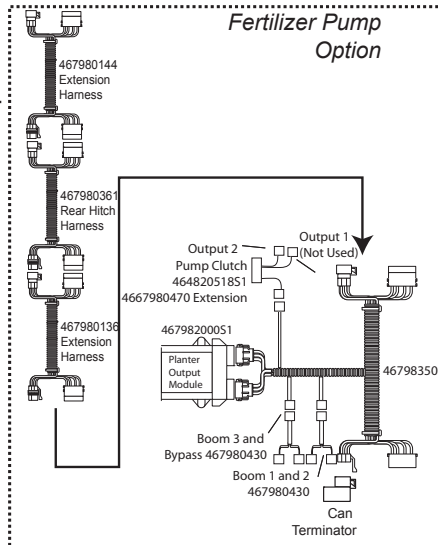 Fertilizer Pump
Option
467980144
Extension
Harness
467980361
Rear Hitch
Harness
467980136
Extension
Harness
Output 2
Output 1
(Not Used)
Pump Clutch
46482051S1
4667980470 Extension
467982000S1
Planter
Output
Module
46798350
Boom 3 and
Bypass 467980430
Boom 1 and 2
467980430
Can
Terminator